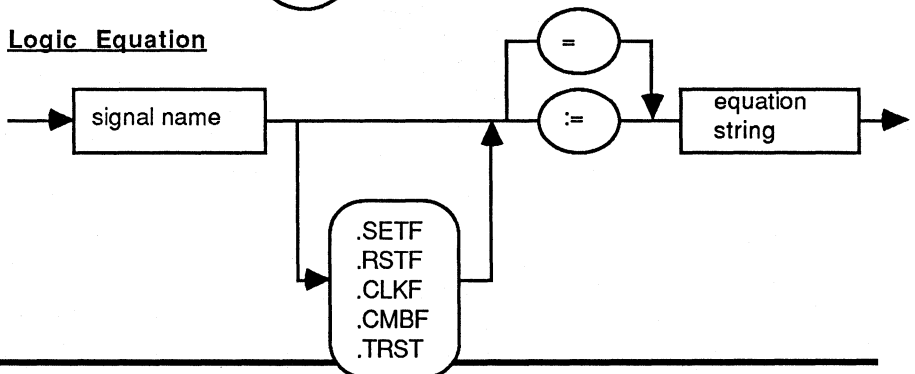 Logic Equation
=
signal name
:=
equation
string
.SETF
.RSTF
.CLKF
.CMBF
.TRST